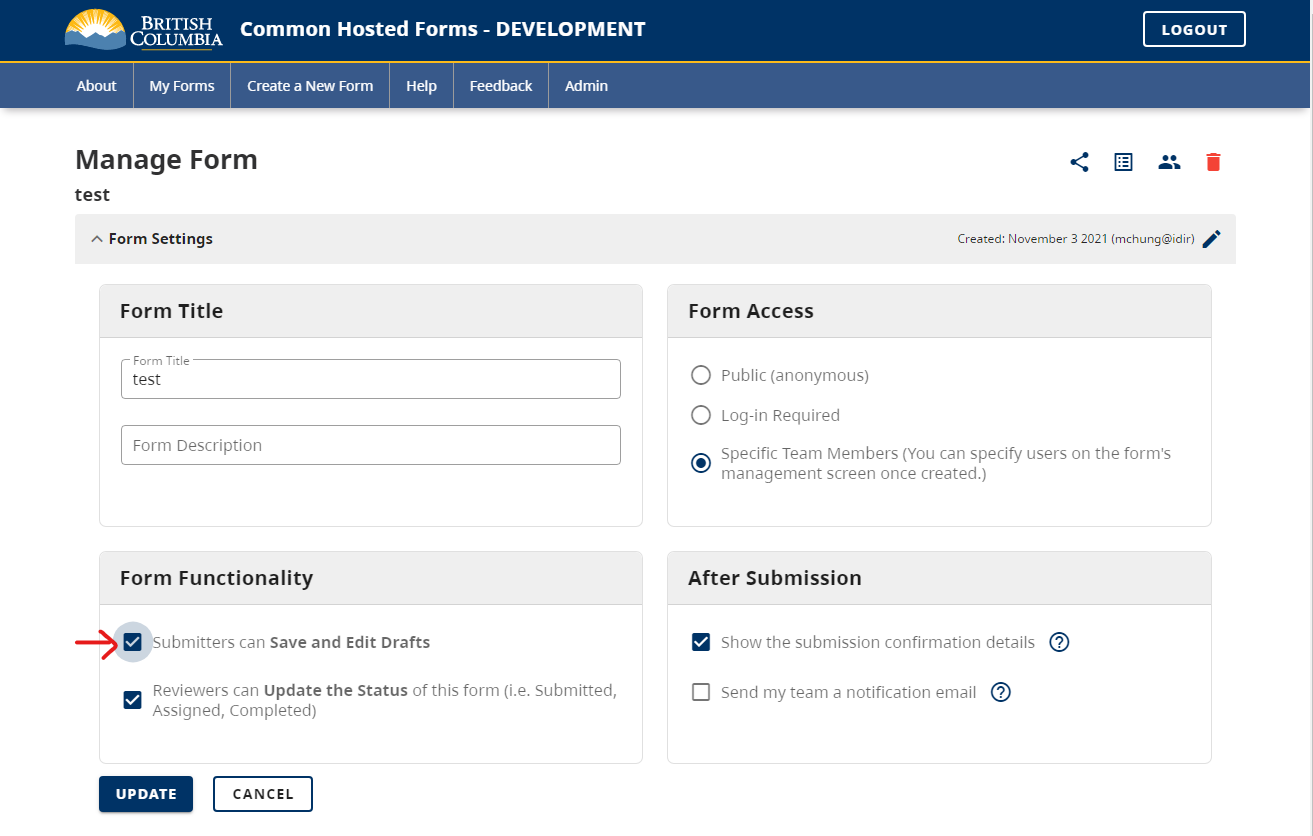 BRITISH
COLUMBIA
Common Hosted Forms - DEVELOPMENT
LOGOUT
About
My Forms
Create a New Form
Help
Feedback
Admin
Manage Form
test
Form Settings
Created: November 3 2021 (mchung@idir)
Form Title
Form Title
test
Form Description
Form Access
Public (anonymous)
Log-in Required
Specific Team Members (You can specify users on the form's
management screen once created.)
Form Functionality
Submitters can Save and Edit Drafts
Reviewers can Update the Status of this form (i.e. Submitted,
Assigned, Completed)
After Submission
Show the submission confirmation details ?
Send my team a notification email ?
UPDATE
CANCEL